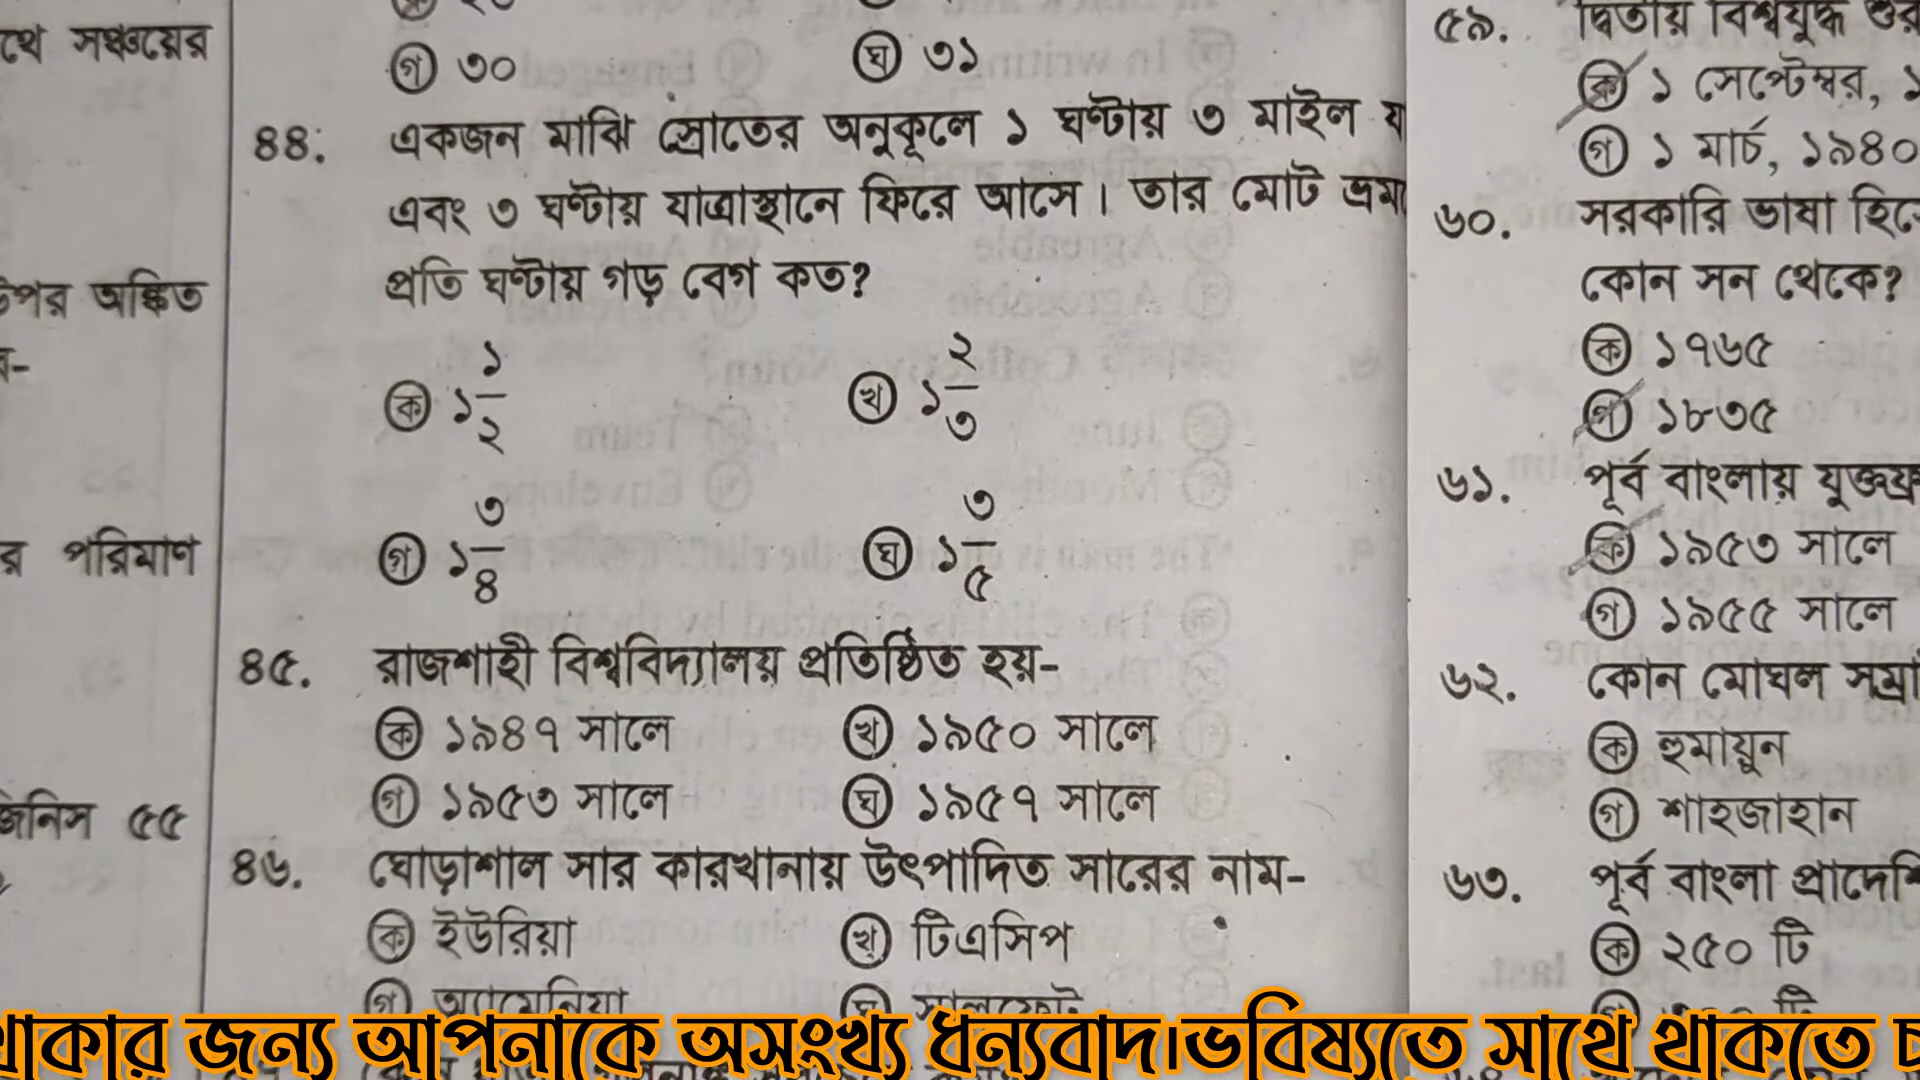 থে সঞ্চয়ের
অঙ্কিত
র পরিমাণ
জিনিস ৫৫
গ ৩০
ঘ ৩১
৪৪. একজন মাঝি স্রোতের অনুকূলে ১ ঘণ্টায় ৩ মাইল য
এবং ৩ ঘণ্টায় যাত্রাস্থানে ফিরে আসে। তার মোট ভ্রম
প্রতি ঘণ্টায় গড় বেগ কত?
ক ১ ১/২ খ ১ ২/৩
গ ১ ৩/৪ ঘ ১ ৩/৫
৪৫. রাজশাহী বিশ্ববিদ্যালয় প্রতিষ্ঠিত হয়-
ক ১৯৪৭ সালে খ ১৯৫০ সালে
গ ১৯৫৩ সালে ঘ ১৯৫৭ সালে
৪৬. ঘোড়াশাল সার কারখানায় উৎপাদিত সারের নাম-
ক ইউরিয়া খ টিএসিপ
গ অ্যামোনিয়া ঘ সালফেট
৫৯. দ্বিতীয় বিশ্বযুদ্ধ শুর
ক ১ সেপ্টেম্বর, ১
গ ১ মার্চ, ১৯৪০
৬০. সরকারি ভাষা হিসে
কোন সন থেকে?
ক ১৭৬৫
গ ১৮৩৫
৬১. পূর্ব বাংলায় যুক্তফ্র
ক ১৯৫৩ সালে
গ ১৯৫৫ সালে
৬২. কোন মোঘল সম্রা
ক হুমায়ুন
গ শাহজাহান
৬৩. পূর্ব বাংলা প্রাদেশি
ক ২৫০ টি
থাকার জন্য আপনাকে অসংখ্য ধন্যবাদ।ভবিষ্যতে সাথে থাকতে চ